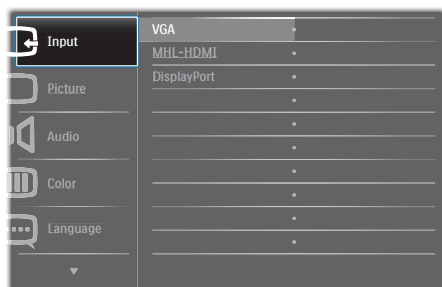 Input
VGA
MHL-HDMI
DisplayPort
Picture
Audio
Color
Language